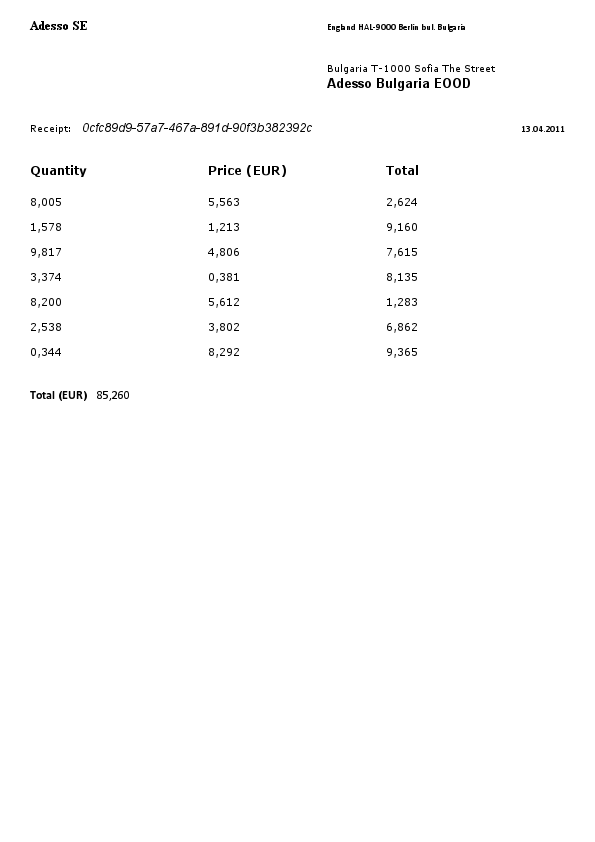 Adesso SE England HAL-9000 Berlin bul. Bulgaria
Bulgaria T-1000 Sofia The Street
Adesso Bulgaria EOOD
Receipt: 0cfc89d9-57a7-467a-891d-90f3b382392c 13.04.2011
Quantity Price (EUR) Total
8,005 5,563 2,624
1,578 1,213 9,160
9,817 4,806 7,615
3,374 0,381 8,135
8,200 5,612 1,283
2,538 3,802 6,862
0,344 8,292 9,365
Total (EUR) 85,260